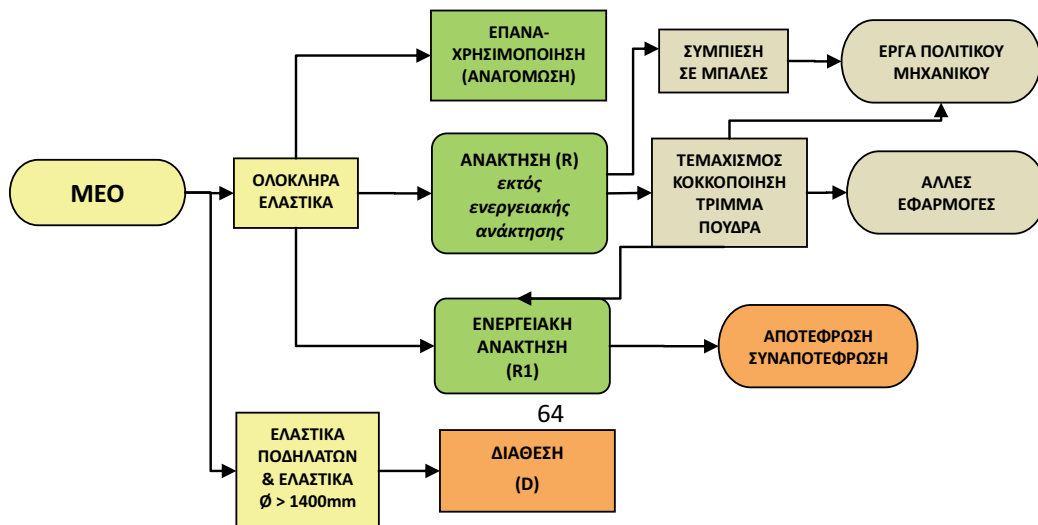 ΕΠΑΝΑ-
ΧΡΗΣΙΜΟΠΟΙΗΣΗ
(ΑΝΑΓΟΜΩΣΗ)
ΣΥΜΠΙΕΣΗ
ΣΕ ΜΠΑΛΕΣ
ΕΡΓΑ ΠΟΛΙΤΙΚΟΥ
ΜΗΧΑΝΙΚΟΥ
ΜΕΟ
ΟΛΟΚΛΗΡΑ
ΕΛΑΣΤΙΚΑ
ΑΝΑΚΤΗΣΗ (R)
εκτός
ενεργειακής
ανάκτησης
ΤΕΜΑΧΙΣΜΟΣ
ΚΟΚΚΟΠΟΙΗΣΗ
ΤΡΙΜΜΑ
ΠΟΥΔΡΑ
ΑΛΛΕΣ
ΕΦΑΡΜΟΓΕΣ
ΕΝΕΡΓΕΙΑΚΗ
ΑΝΑΚΤΗΣΗ
(R1)
ΑΠΟΤΕΦΡΩΣΗ
ΣΥΝΑΠΟΤΕΦΡΩΣΗ
64
ΕΛΑΣΤΙΚΑ
ΠΟΔΗΛΑΤΩΝ
& ΕΛΑΣΤΙΚΑ
Ø > 1400mm
ΔΙΑΘΕΣΗ
(D)